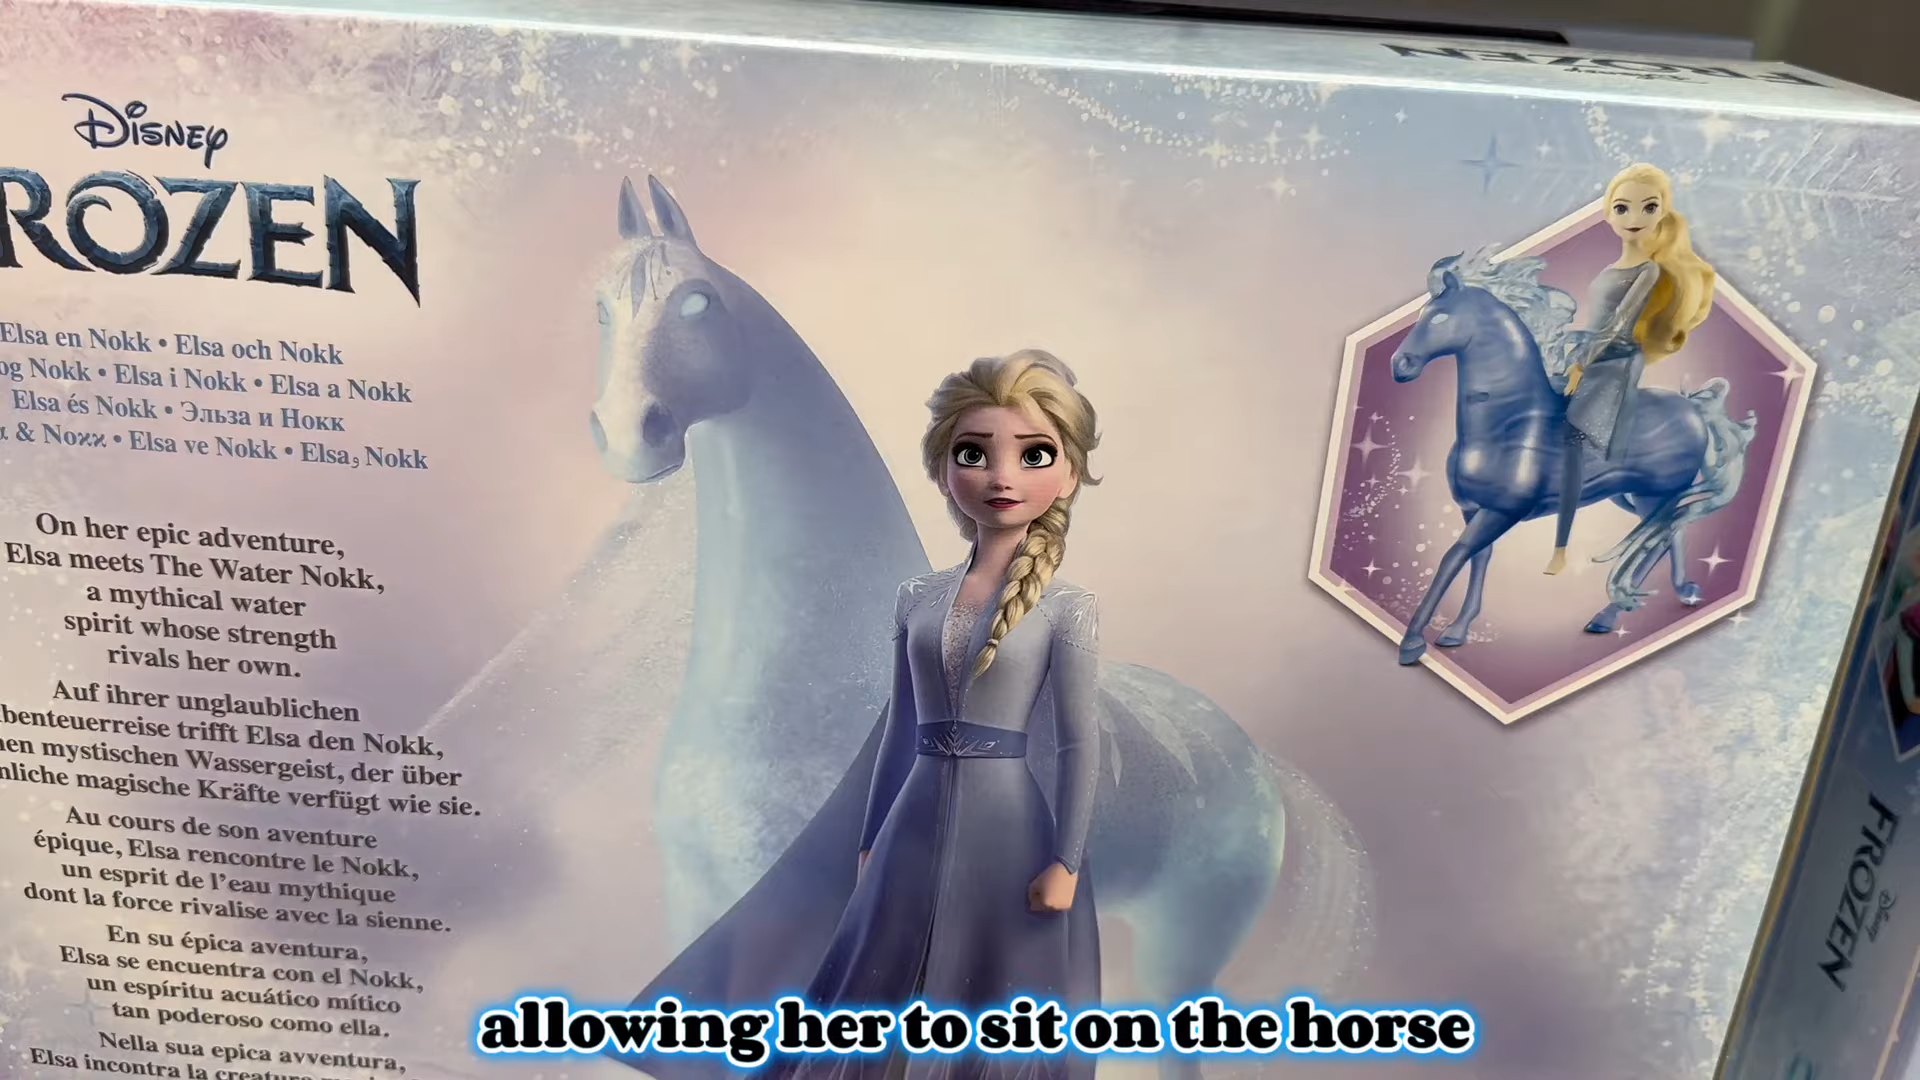 FROZEN
Disney
DISNEY
ROZEN
Elsa en Nokk • Elsa och Nokk
og Nokk • Elsa i Nokk • Elsa a Nokk
Elsa és Nokk • Эльза и Нокк
& Νοκκ • Elsa ve Nokk • Elsa, Nokk
On her epic adventure,
Elsa meets The Water Nokk,
a mythical water
spirit whose strength
rivals her own.
Auf ihrer unglaublichen
benteuerreise trifft Elsa den Nokk,
nen mystischen Wassergeist, der über
nliche magische Kräfte verfügt wie sie.
Au cours de son aventure
épique, Elsa rencontre le Nokk,
un esprit de l'eau mythique
dont la force rivalise avec la sienne.
En su épica aventura,
Elsa se encuentra con el Nokk,
un espíritu acuático mítico
tan poderoso como ella.
Nella sua epica avventura,
Elsa incontra la creatura
Disney
FROZEN
allowing her to sit on the horse